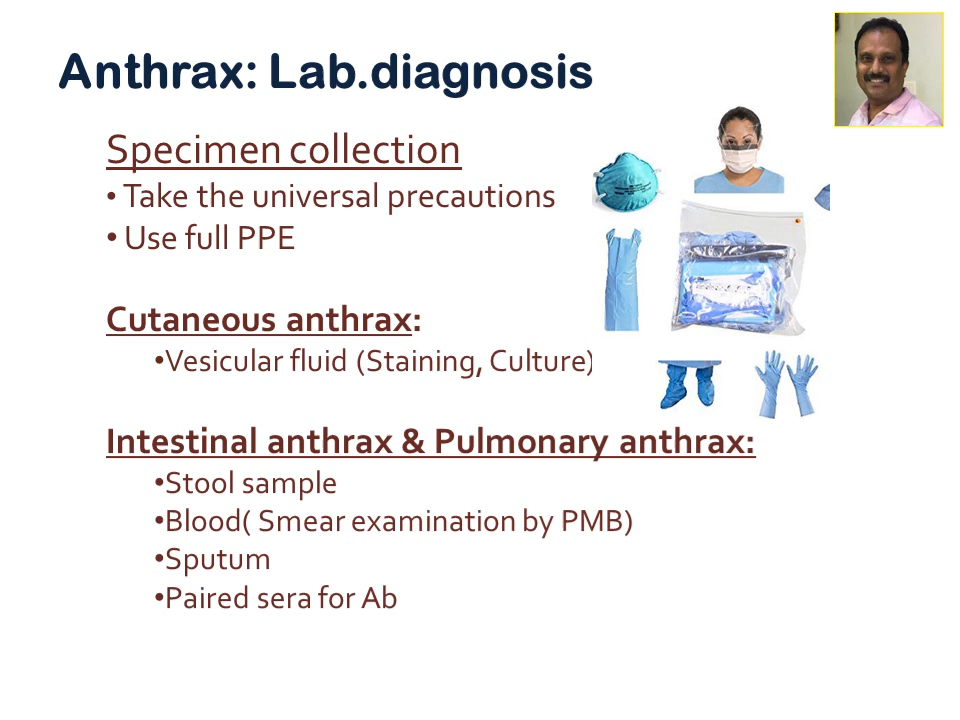 Anthrax: Lab.diagnosis
Specimen collection
• Take the universal precautions
• Use full PPE
Cutaneous anthrax:
•Vesicular fluid (Staining, Culture)
Intestinal anthrax & Pulmonary anthrax:
•Stool sample
•Blood( Smear examination by PMB)
•Sputum
•Paired sera for Ab